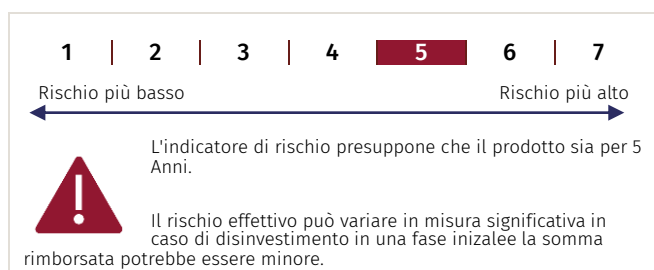 1 | 2 | 3 | 4 | 5 | 6 | 7
Rischio più basso Rischio più alto
L'indicatore di rischio presuppone che il prodotto sia per 5
Anni.
Il rischio effettivo può variare in misura significativa in
caso di disinvestimento in una fase inizalee la somma
rimborsata potrebbe essere minore.